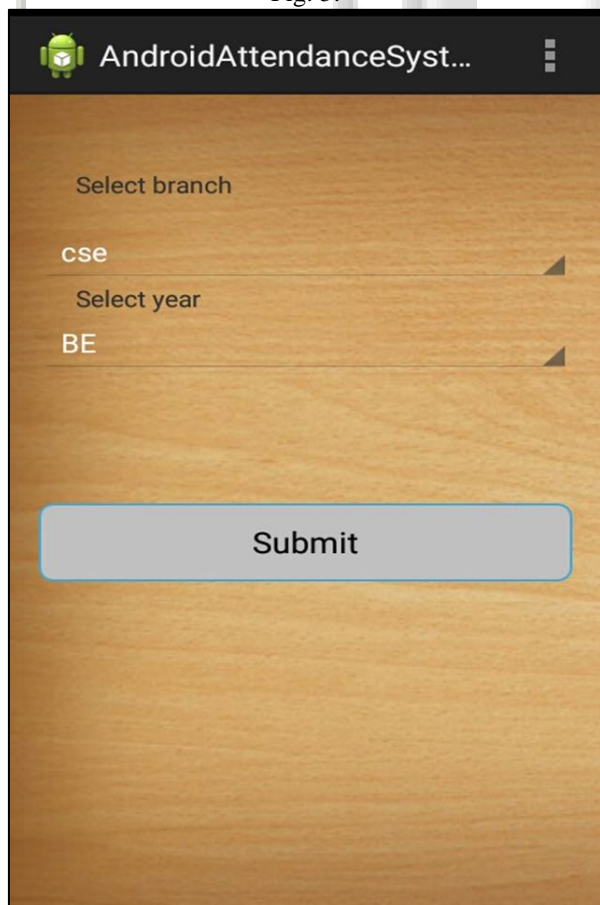 AndroidAttendanceSyst...
Select branch
cse
Select year
BE
Submit